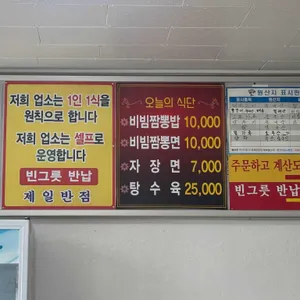 저희 업소는 1인 1식을
원칙으로 합니다
저희 업소는 셀프로
운영합니다
빈그릇 반납
제일반점
오늘의 식단
비빔짬뽕밥 10,000
비빔짬뽕면 10,000
자장면 7,000
탕수육 25,000
원산지 표시판
주문하고 계산도
빈그릇 반납